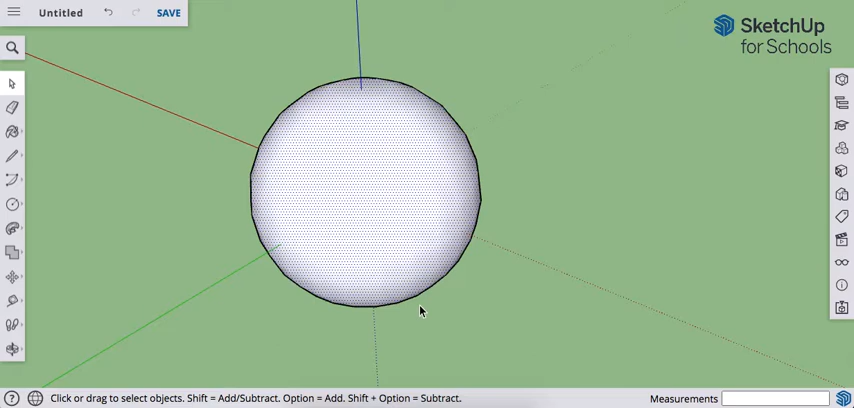 Untitled
SAVE
SketchUp
for Schools
Click or drag to select objects. Shift = Add/Subtract. Option = Add. Shift + Option = Subtract.
Measurements